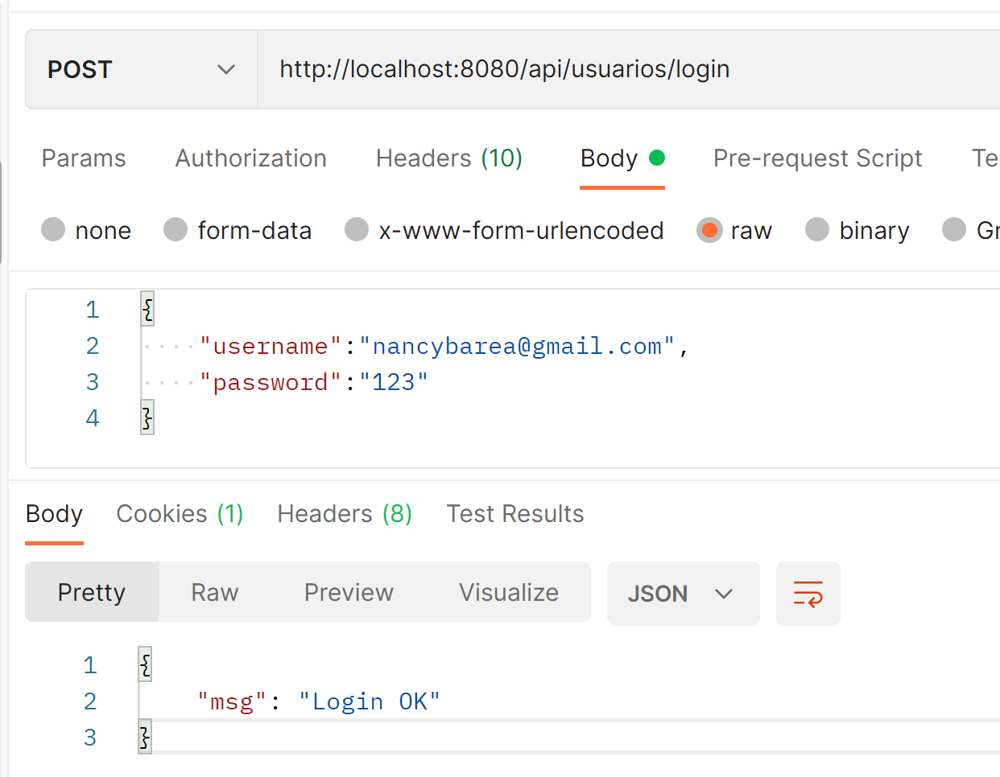 POST http://localhost:8080/api/usuarios/login
Params Authorization Headers (10) Body Pre-request Script Te
none form-data x-www-form-urlencoded raw binary Gr
1 {
2 "username":"nancybarea@gmail.com",
3 "password":"123"
4 }
Body Cookies (1) Headers (8) Test Results
Pretty Raw Preview Visualize JSON
1 {
2 "msg": "Login OK"
3 }